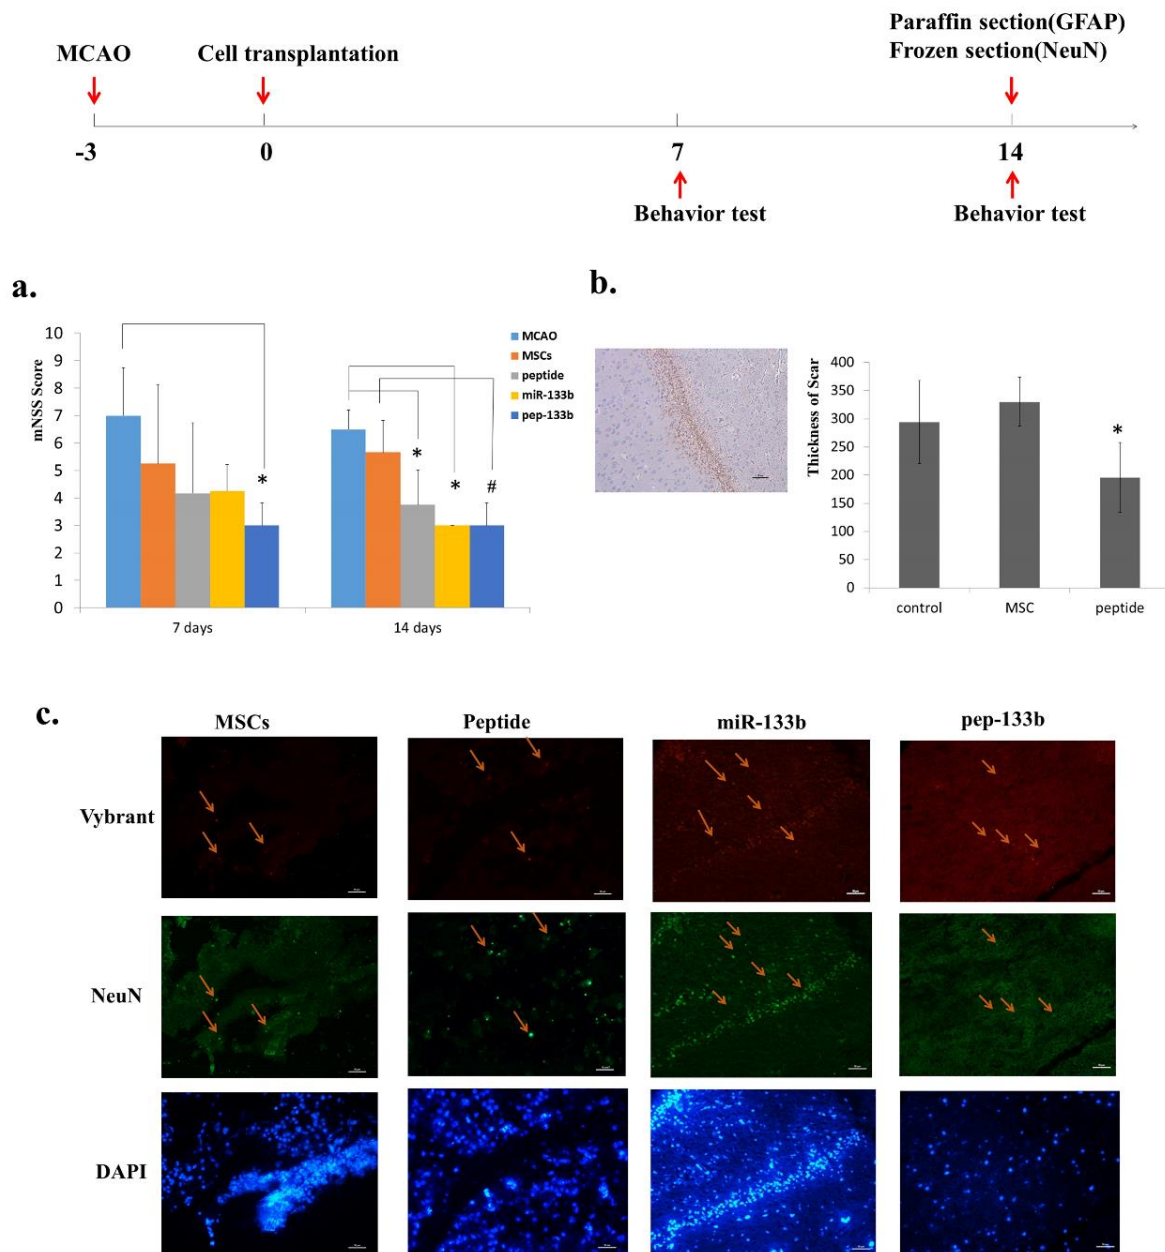 Paraffin section(GFAP)
MCAO Cell transplantation Frozen section(NeuN)
-3 0 7 14
Behavior test Behavior test
a.
mNSS Score
10
9
8
7
6
5
4
3
2
1
0
* * * #
7 days 14 days
MCAO
MSCs
peptide
miR-133b
pep-133b
b.
Thickness of Scar
400
350
300
250
200
150
100
50
0
*
control MSC peptide
c.
MSCs Peptide miR-133b pep-133b
Vybrant
NeuN
DAPI